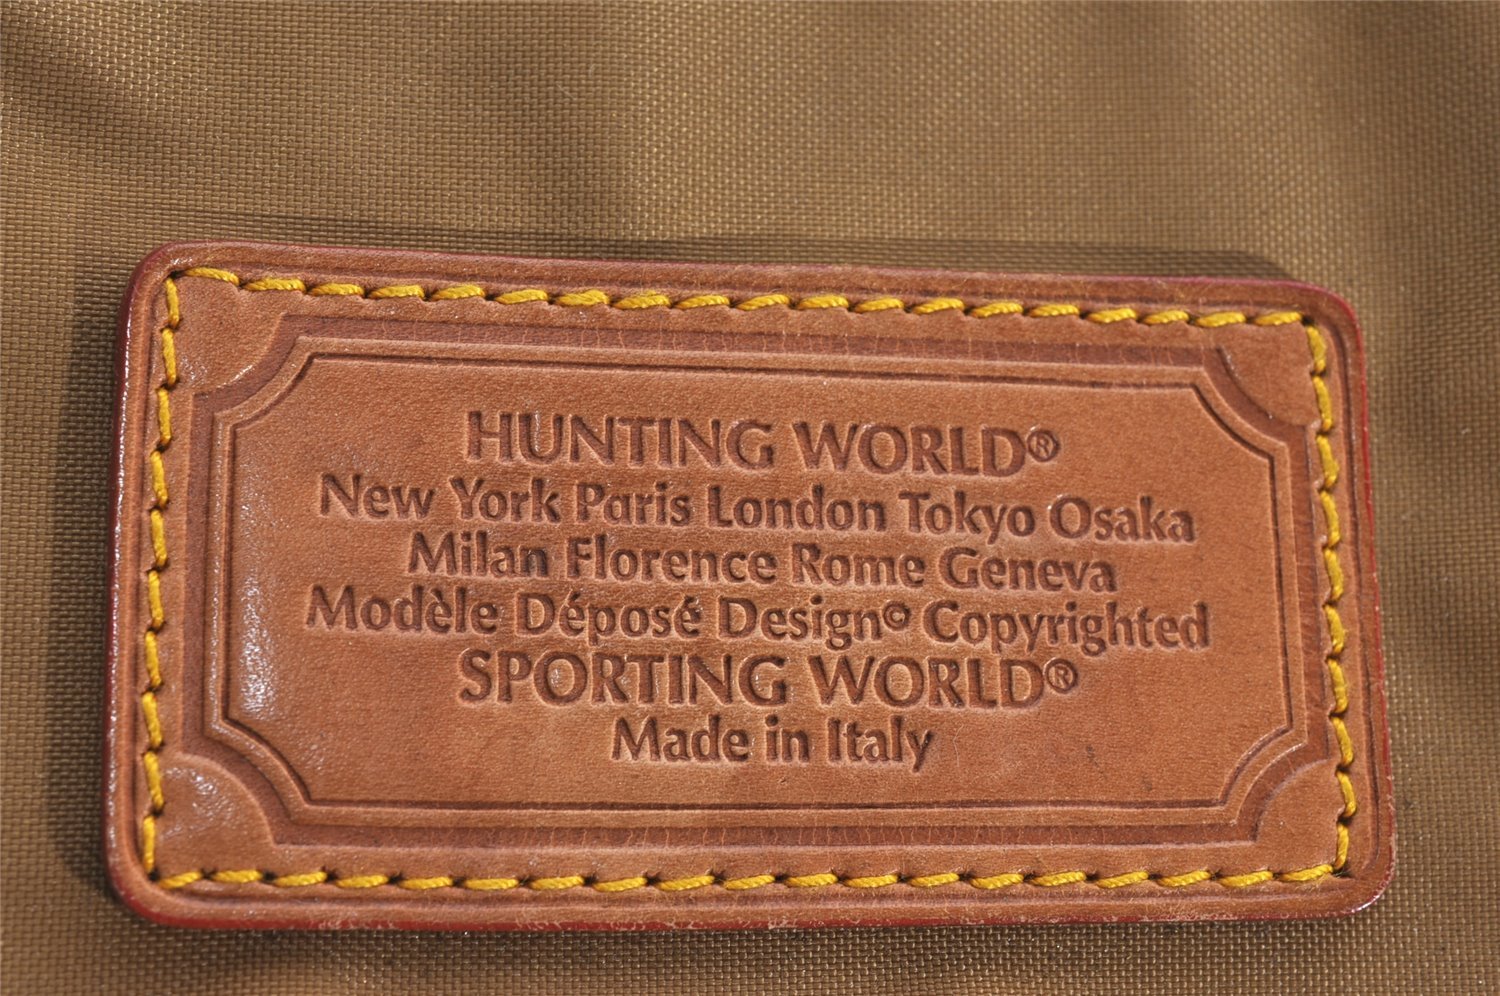 HUNTING WORLD®
New York Paris London Tokyo Osaka
Milan Florence Rome Geneva
Modèle Déposé Design© Copyrighted
SPORTING WORLD®
Made in Italy